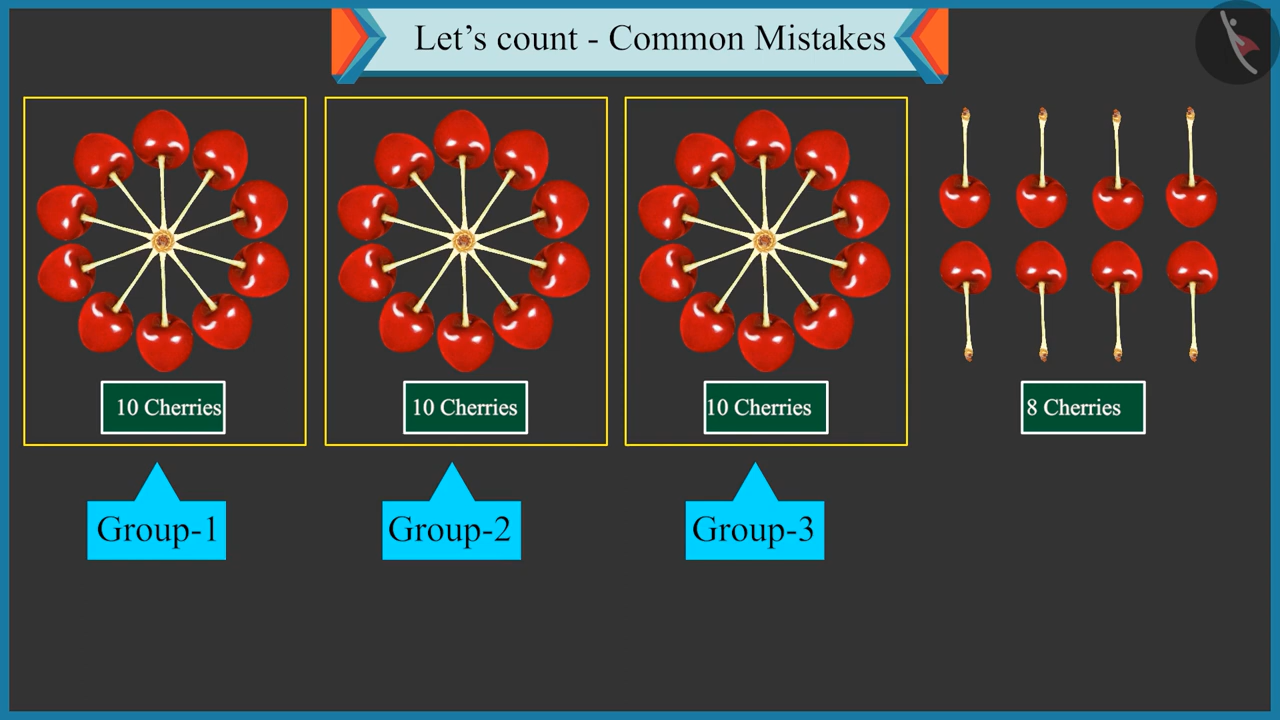 Let’s count - Common Mistakes
10 Cherries
10 Cherries
10 Cherries
8 Cherries
Group-1
Group-2
Group-3